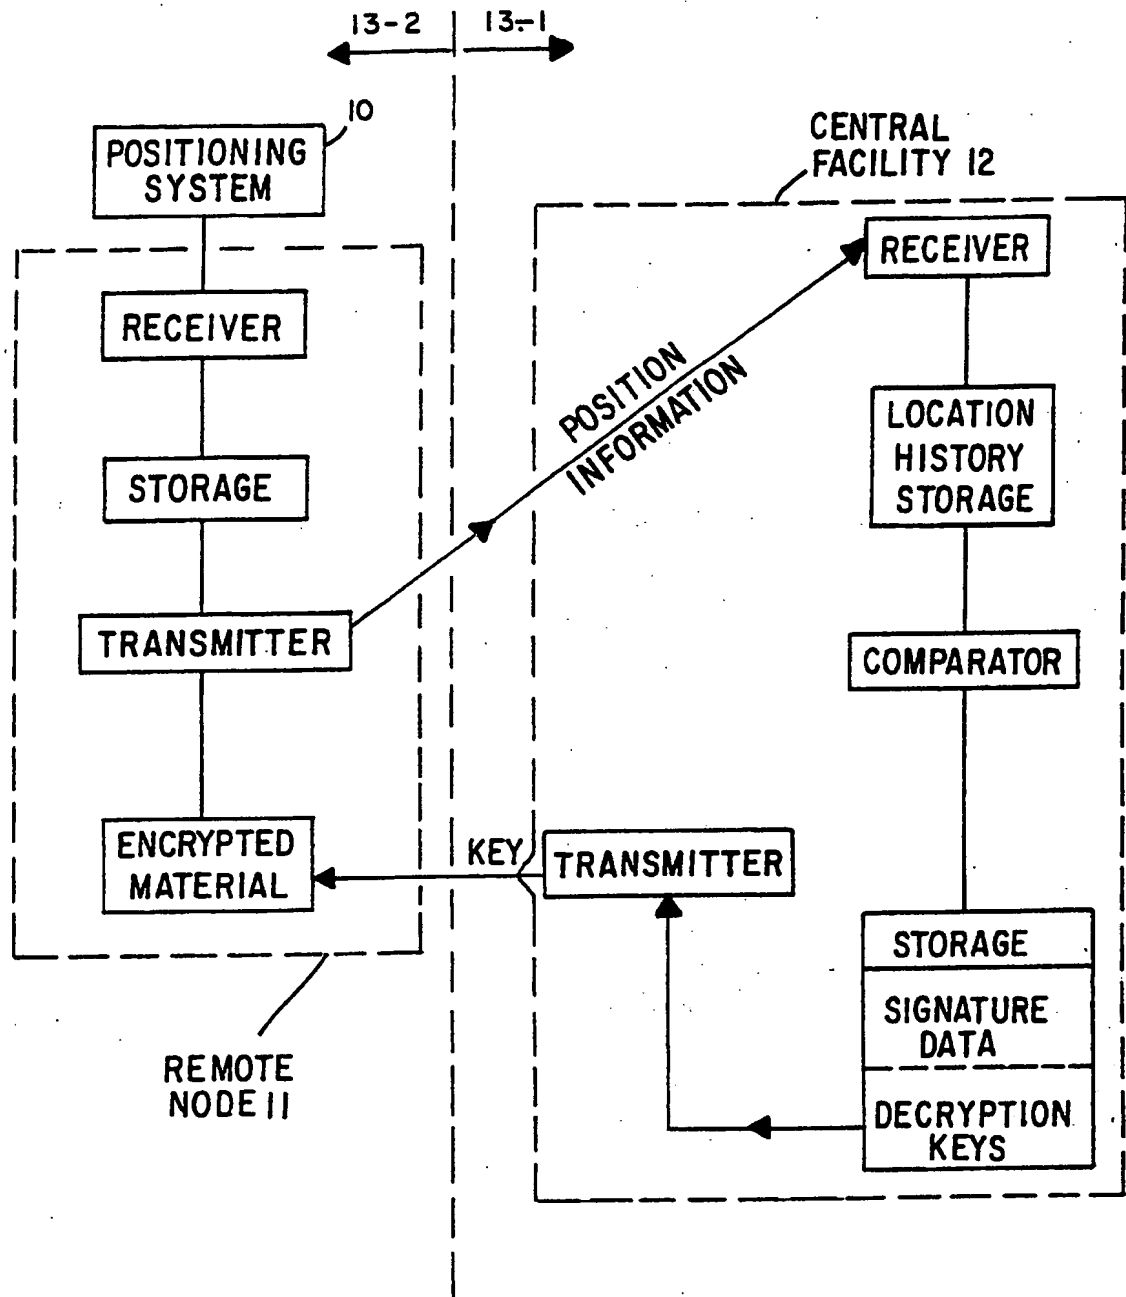 13-2
13-1
10
POSITIONING
SYSTEM
CENTRAL
FACILITY 12
RECEIVER
RECEIVER
POSITION
INFORMATION
LOCATION
HISTORY
STORAGE
STORAGE
TRANSMITTER
COMPARATOR
ENCRYPTED
MATERIAL
KEY
TRANSMITTER
STORAGE
SIGNATURE
DATA
DECRYPTION
KEYS
REMOTE
NODE 11